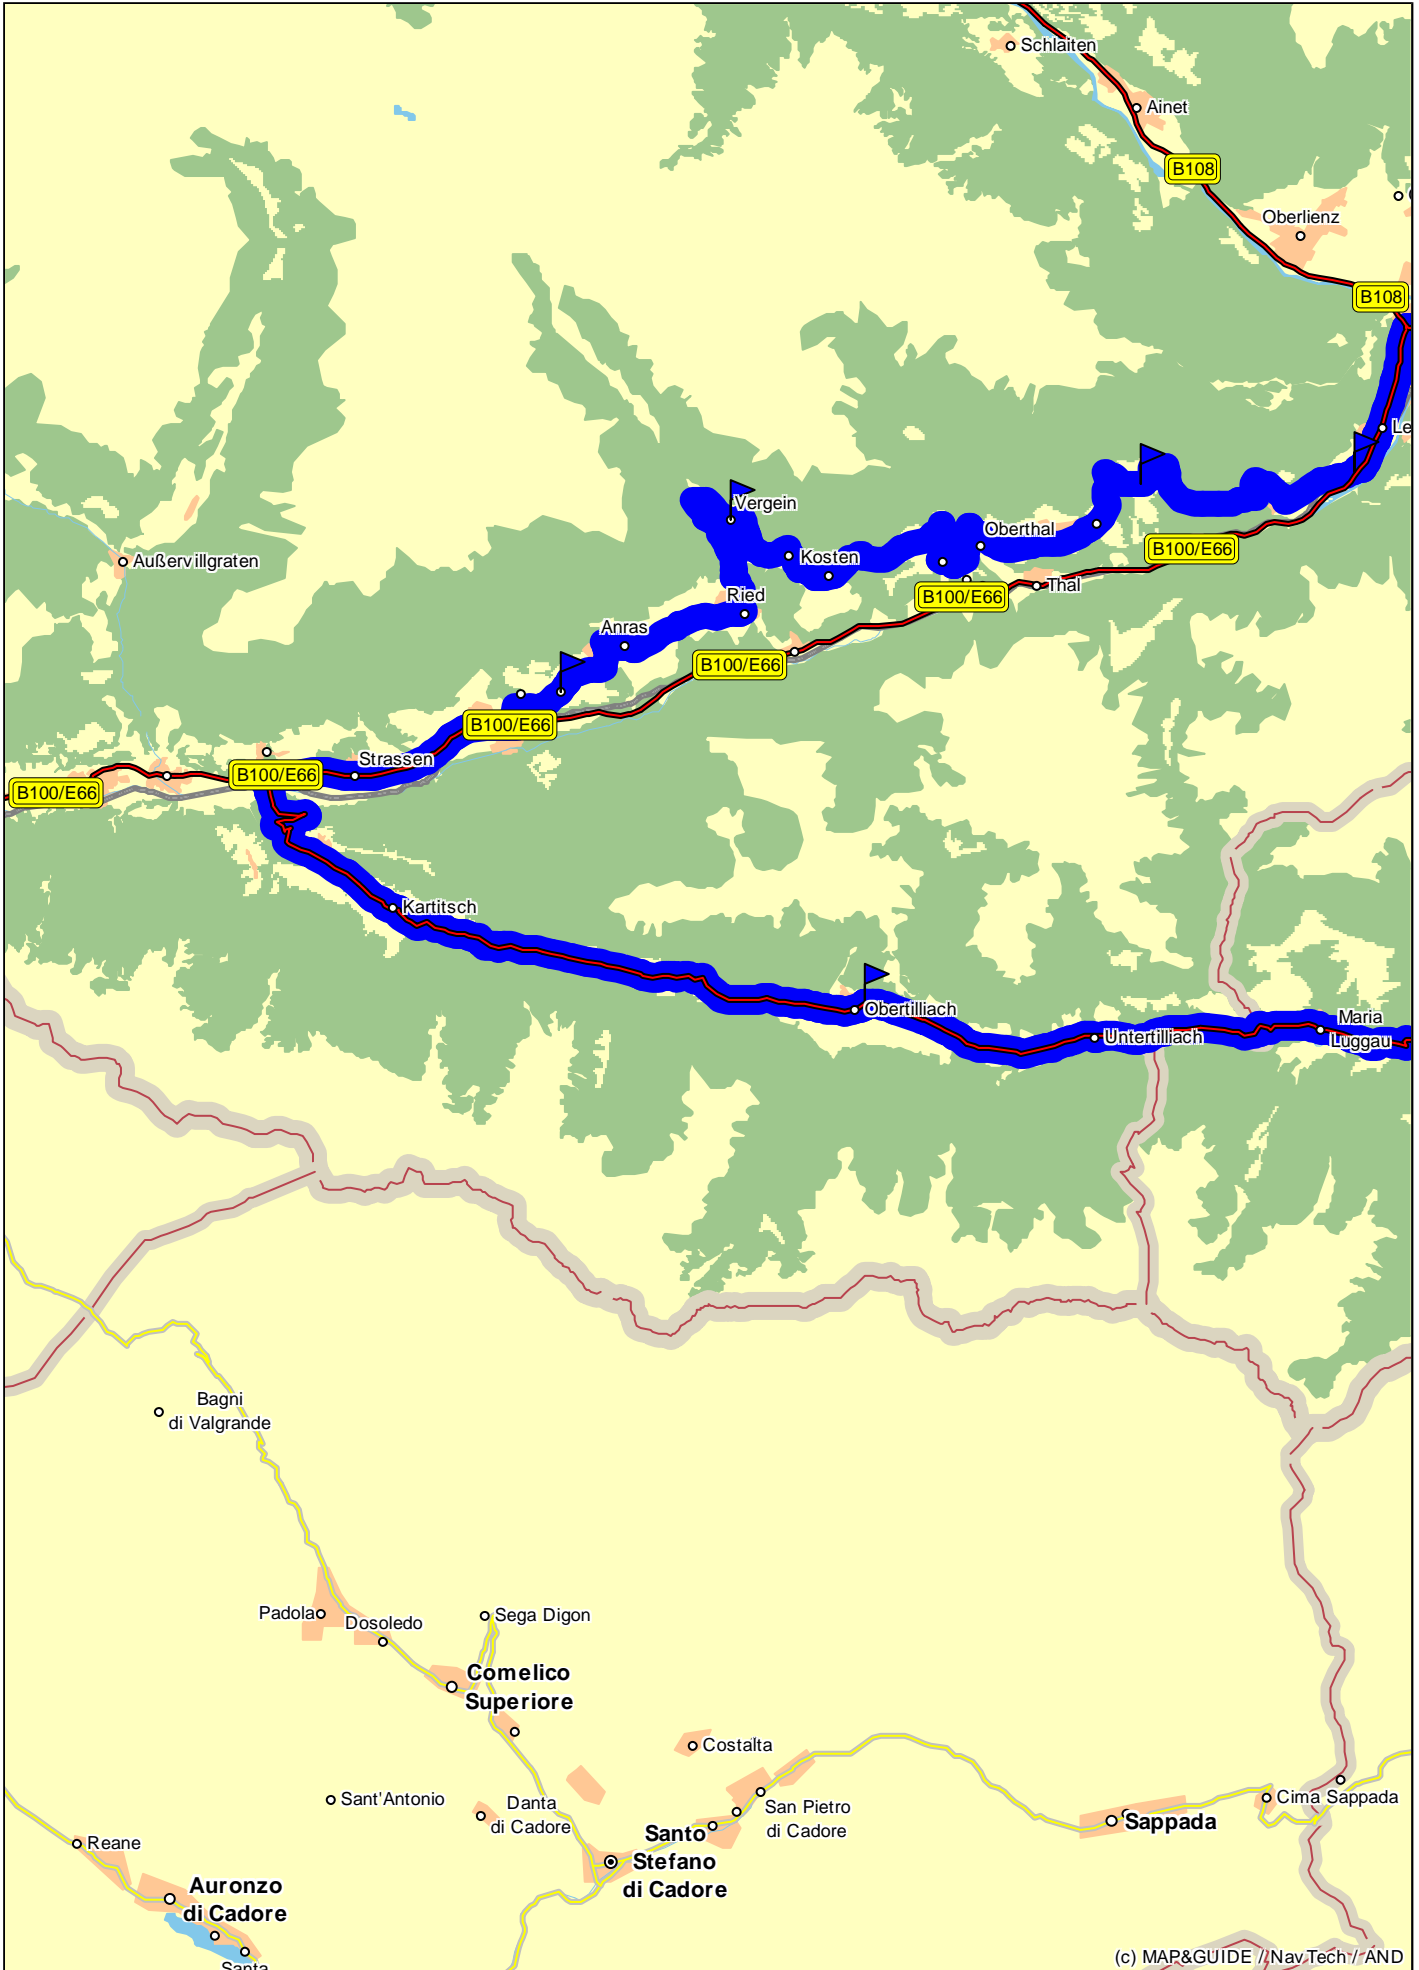 Schlaiten
Ainet
B108
Oberlienz
B108
Le
Vergein
Oberthal
Außervillgraten
Kosten
B100/E66
Thal
B100/E66
Ried
Anras
B100/E66
B100/E66
Strassen
B100/E66
B100/E66
Kartitsch
Obertilliach
Maria
Luggau
Untertilliach
Bagni
di Valgrande
Padola
Dosoledo
Sega Digon
Comelico
Superiore
Costalta
Sant'Antonio
Danta
di Cadore
San Pietro
di Cadore
Cima Sappada
Sappada
Santo
Stefano
di Cadore
Reane
Auronzo
di Cadore
Santa
(c) MAP&GUIDE / NavTech / AND